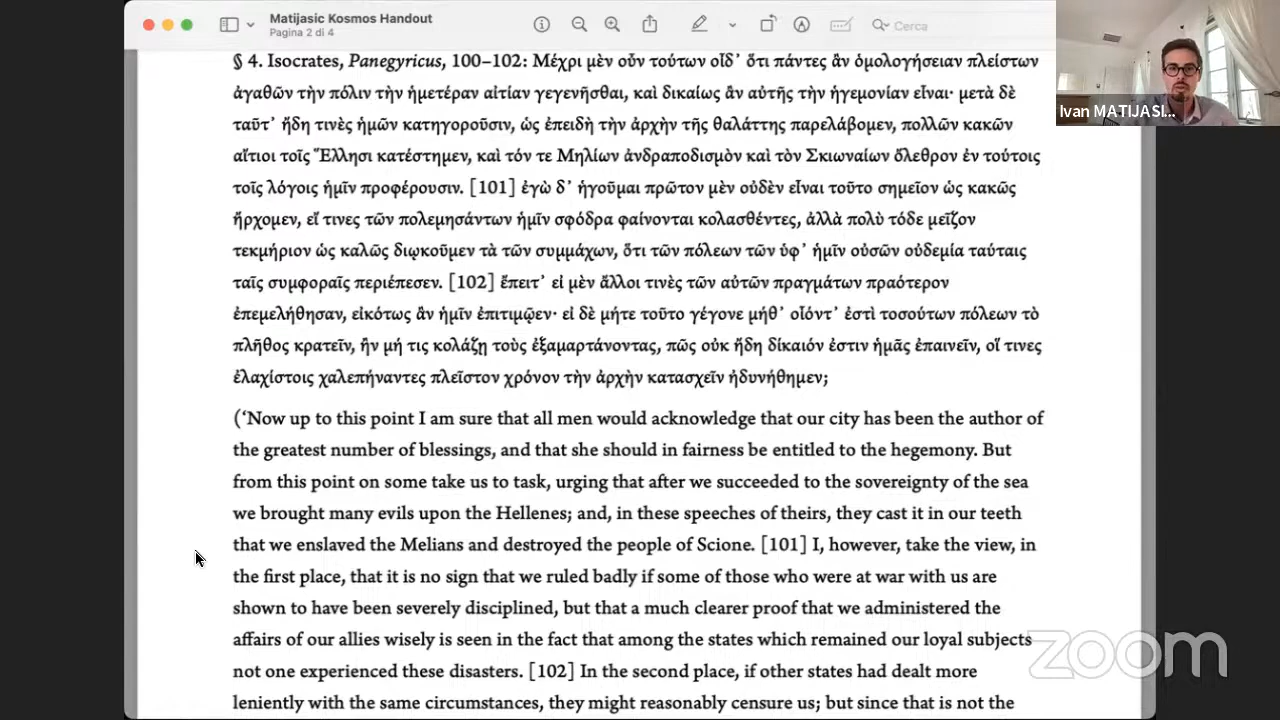 Matijasic Kosmos Handout
Pagina 2 di 4
Cerca
Ivan MATIJASI...
§ 4. Isocrates, Panegyricus, 100–102: Μέχρι μὲν οὖν τούτων οἶδ’ ὅτι πάντες ἂν ὁμολογήσειαν πλείστων
ἀγαθῶν τὴν πόλιν τὴν ἡμετέραν αἰτίαν γεγενῆσθαι, καὶ δικαίως ἂν αὐτῆς τὴν ἡγεμονίαν εἶναι· μετὰ δὲ
ταῦτ’ ἤδη τινὲς ἡμῶν κατηγοροῦσιν, ὡς ἐπειδὴ τὴν ἀρχὴν τῆς θαλάττης παρελάβομεν, πολλῶν κακῶν
αἴτιοι τοῖς Ἕλλησι κατέστημεν, καὶ τόν τε Μηλίων ἀνδραποδισμὸν καὶ τὸν Σκιωναίων ὄλεθρον ἐν τούτοις
τοῖς λόγοις ἡμῖν προφέρουσιν. [101] ἐγὼ δ’ ἡγοῦμαι πρῶτον μὲν οὐδὲν εἶναι τοῦτο σημεῖον ὡς κακῶς
ἤρχομεν, εἴ τινες τῶν πολεμησάντων ἡμῖν σφόδρα φαίνονται κολασθέντες, ἀλλὰ πολὺ τόδε μεῖζον
τεκμήριον ὡς καλῶς διῳκοῦμεν τὰ τῶν συμμάχων, ὅτι τῶν πόλεων τῶν ὑφ’ ἡμῖν οὐσῶν οὐδεμία ταύταις
ταῖς συμφοραῖς περιέπεσεν. [102] ἔπειτ’ εἰ μὲν ἄλλοι τινὲς τῶν αὐτῶν πραγμάτων πραότερον
ἐπεμελήθησαν, εἰκότως ἂν ἡμῖν ἐπιτιμῷεν· εἰ δὲ μήτε τοῦτο γέγονε μήθ’ οἷόντ’ ἐστὶ τοσούτων πόλεων τὸ
πλῆθος κρατεῖν, ἢν μή τις κολάζῃ τοὺς ἐξαμαρτάνοντας, πῶς οὐκ ἤδη δίκαιόν ἐστιν ἡμᾶς ἐπαινεῖν, οἵ τινες
ἐλαχίστοις χαλεπήναντες πλεῖστον χρόνον τὴν ἀρχὴν κατασχεῖν ἠδυνήθημεν;
(‘Now up to this point I am sure that all men would acknowledge that our city has been the author of
the greatest number of blessings, and that she should in fairness be entitled to the hegemony. But
from this point on some take us to task, urging that after we succeeded to the sovereignty of the sea
we brought many evils upon the Hellenes; and, in these speeches of theirs, they cast it in our teeth
that we enslaved the Melians and destroyed the people of Scione. [101] I, however, take the view, in
the first place, that it is no sign that we ruled badly if some of those who were at war with us are
shown to have been severely disciplined, but that a much clearer proof that we administered the
affairs of our allies wisely is seen in the fact that among the states which remained our loyal subjects
not one experienced these disasters. [102] In the second place, if other states had dealt more
leniently with the same circumstances, they might reasonably censure us; but since that is not the
zoom